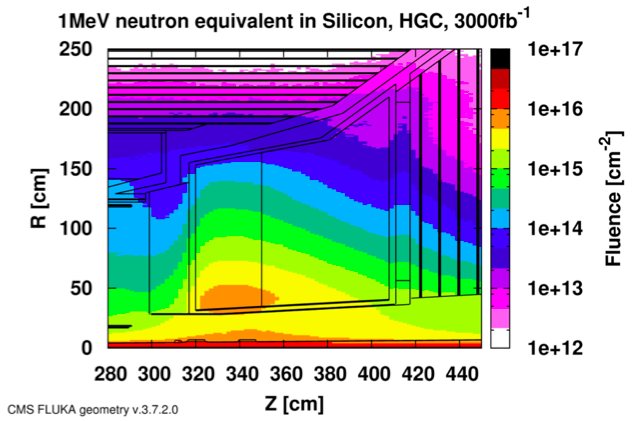 1MeV neutron equivalent in Silicon, HGC, 3000fb-1
250
200
150
100
50
0
R [cm]
280 300 320 340 360 380 400 420 440
Z [cm]
1e+17
1e+16
1e+15
1e+14
1e+13
1e+12
Fluence [cm-2]
CMS FLUKA geometry v.3.7.2.0